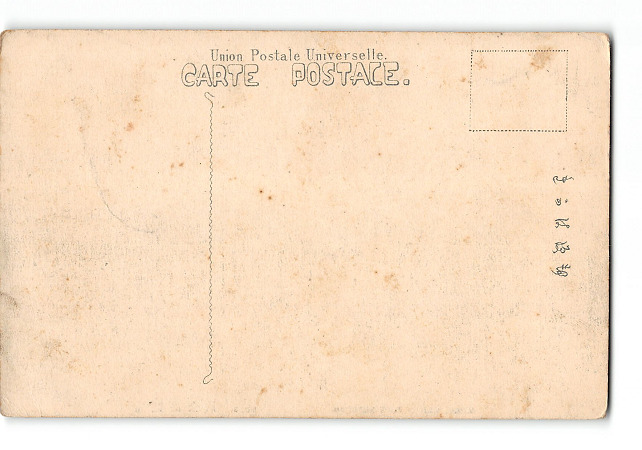 Union Postale Universelle.
CARTE POSTALE.